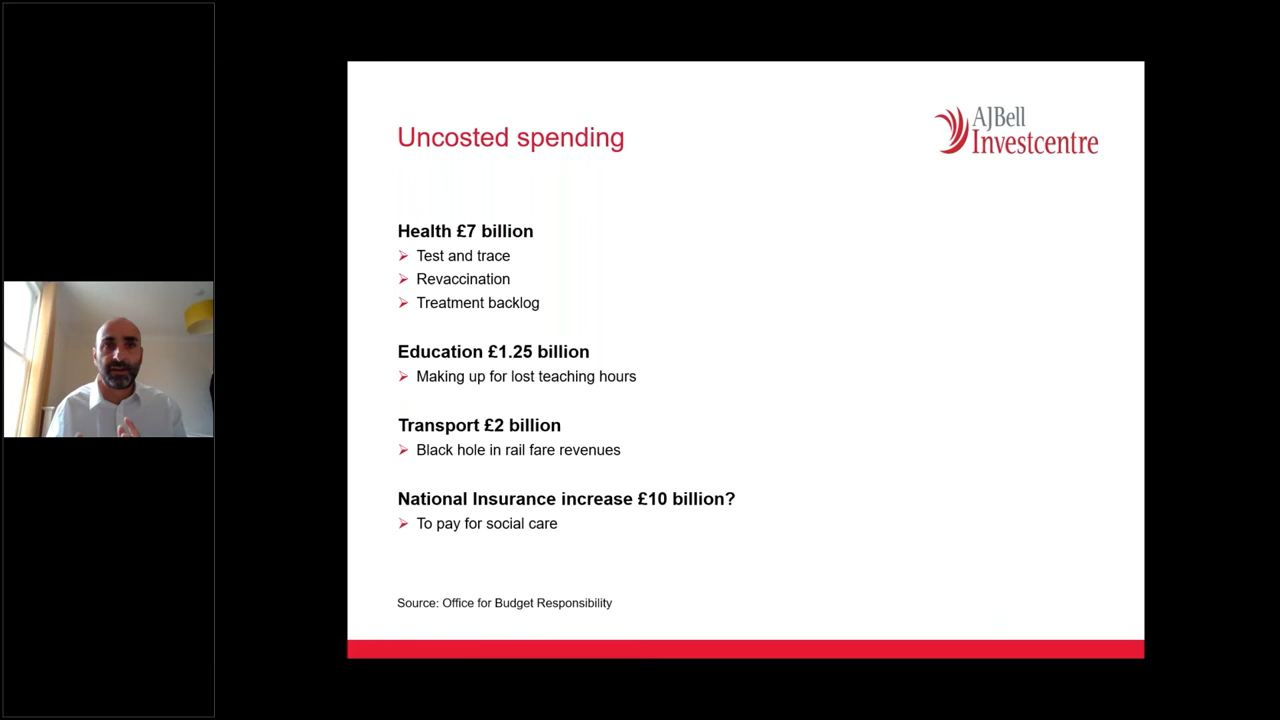 AJBell
Investcentre
Uncosted spending
Health £7 billion
Test and trace
Revaccination
Treatment backlog
Education £1.25 billion
Making up for lost teaching hours
Transport £2 billion
Black hole in rail fare revenues
National Insurance increase £10 billion?
To pay for social care
Source: Office for Budget Responsibility